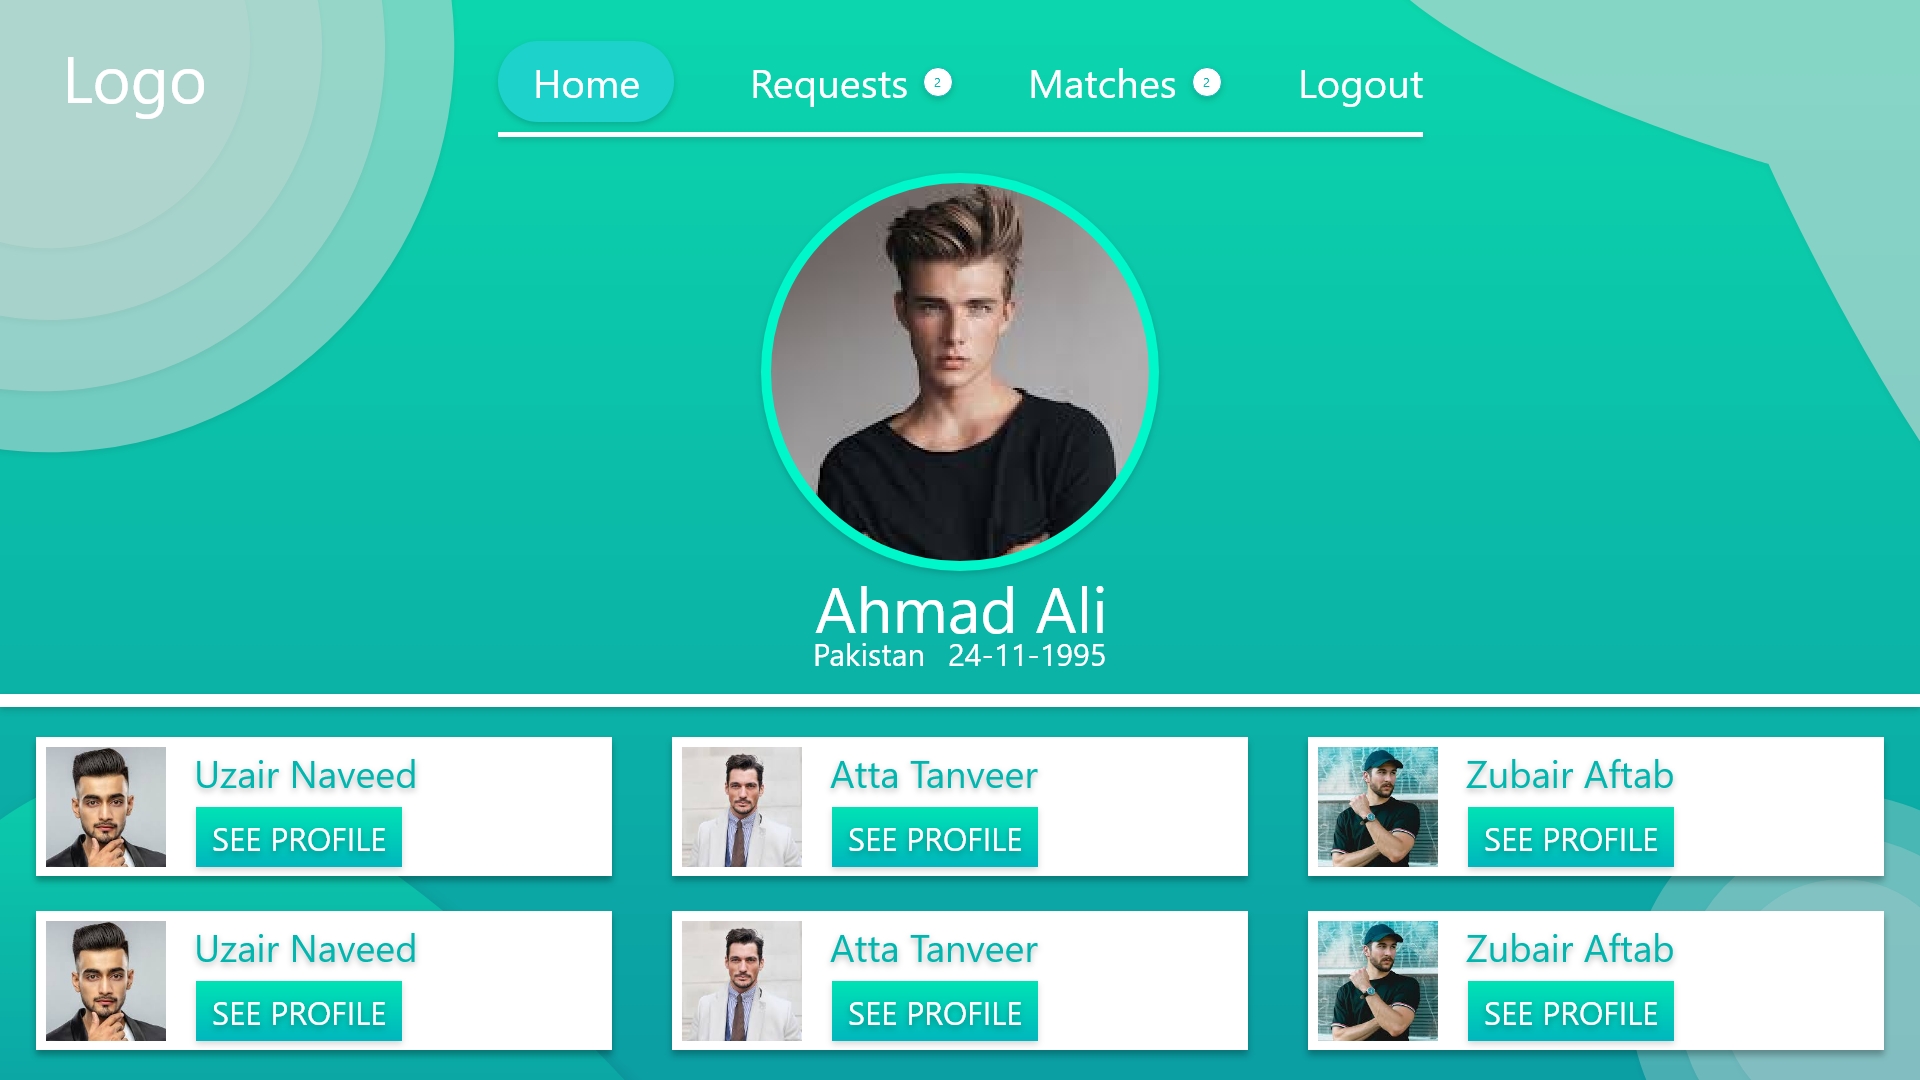 Logo
Home
Requests 2
Matches 2
Logout
Ahmad Ali
Pakistan 24-11-1995
Uzair Naveed
SEE PROFILE
Atta Tanveer
SEE PROFILE
Zubair Aftab
SEE PROFILE
Uzair Naveed
SEE PROFILE
Atta Tanveer
SEE PROFILE
Zubair Aftab
SEE PROFILE